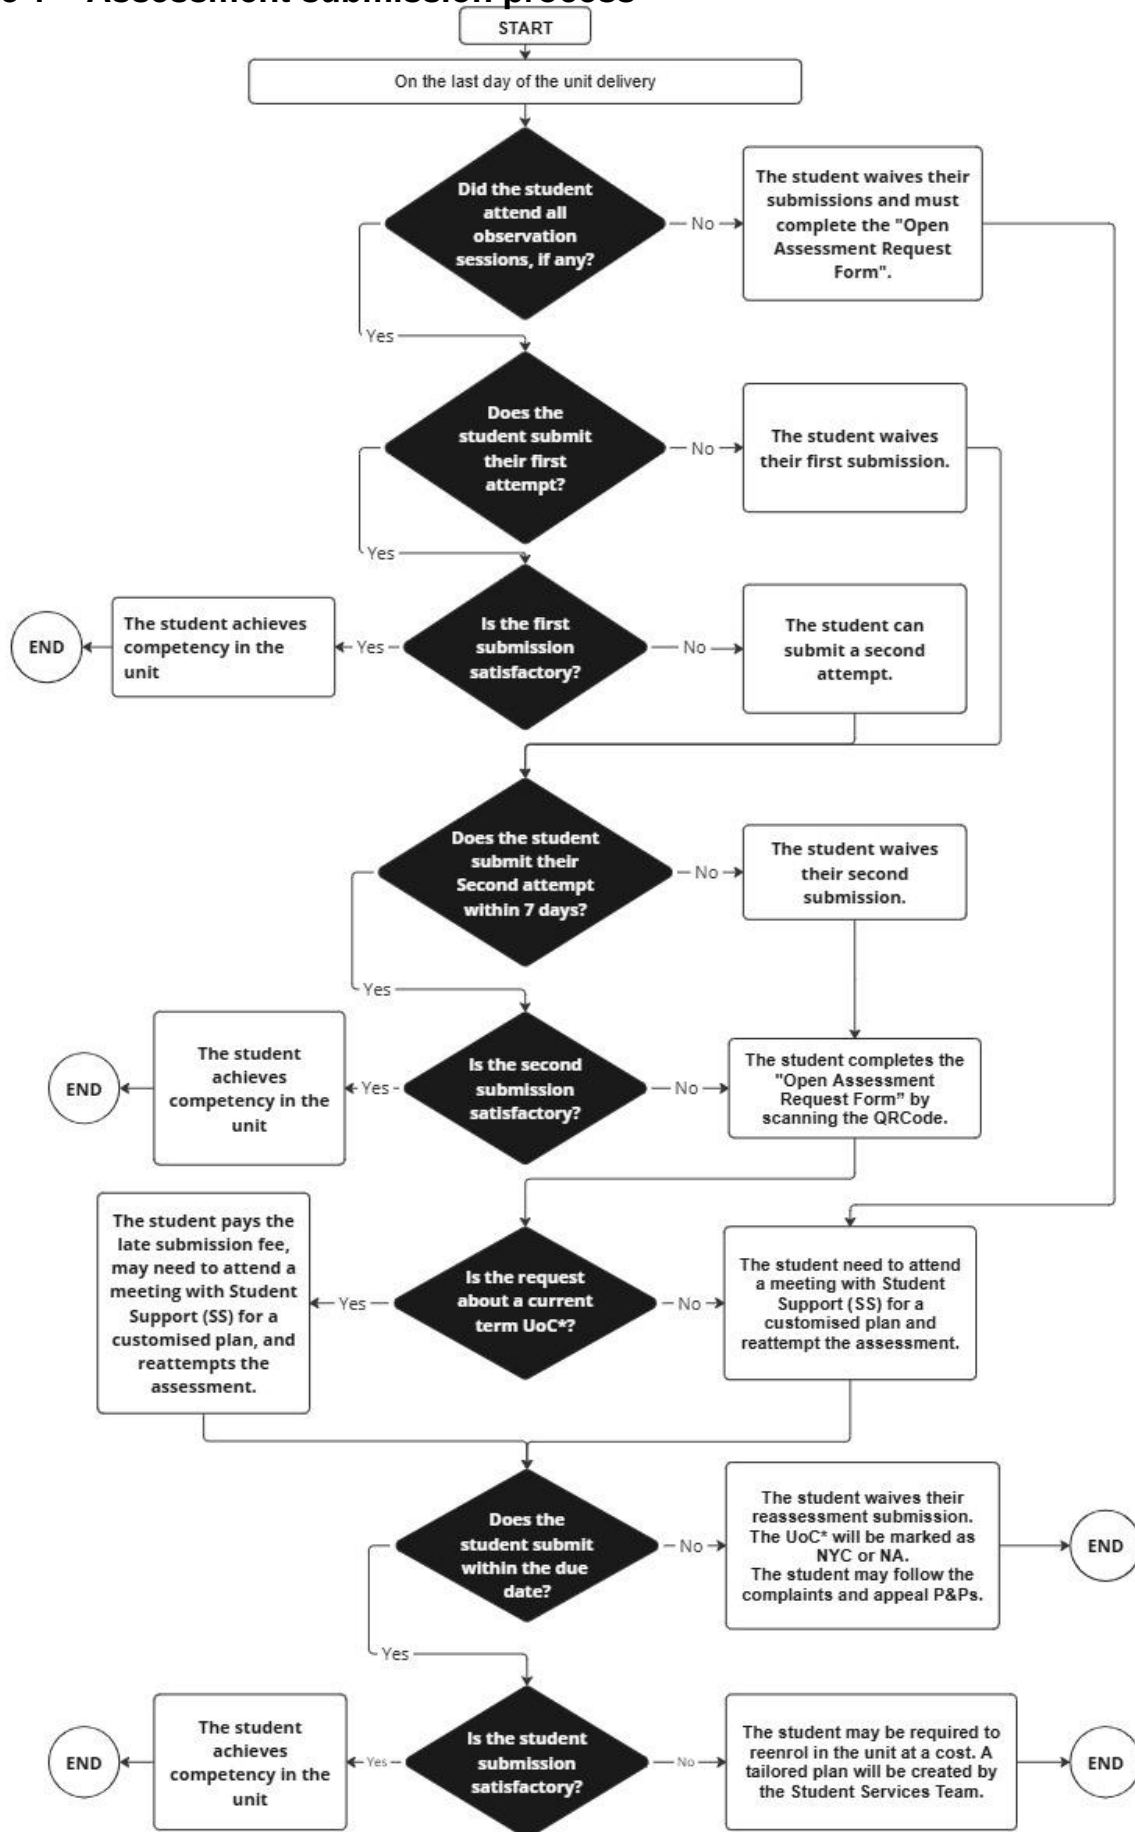 Assessment submission process
START
On the last day of the unit delivery
Did the student
attend all
observation
sessions, if any?
No
The student waives their
submissions and must
complete the "Open
Assessment Request
Form".
Yes
Does the
student submit
their first
attempt?
No
The student waives
their first submission.
Yes
Is the first
submission
satisfactory?
Yes
The student achieves
competency in the
unit
END
No
The student can
submit a second
attempt.
Does the student
submit their
Second attempt
within 7 days?
No
The student waives
their second
submission.
Yes
Is the second
submission
satisfactory?
Yes
The student
achieves
competency in the
unit
END
No
The student completes the
"Open Assessment
Request Form" by
scanning the QRCode.
Is the request
about a current
term UoC*?
Yes
The student pays the
late submission fee,
may need to attend a
meeting with Student
Support (SS) for a
customised plan, and
reattempts the
assessment.
No
The student need to attend
a meeting with Student
Support (SS) for a
customised plan and
reattempt the assessment.
Does the
student submit
within the due
date?
No
The student waives their
reassessment submission.
The UoC* will be marked as
NYC or NA.
The student may follow the
complaints and appeal P&Ps.
END
Yes
Is the student
submission
satisfactory?
Yes
The student
achieves
competency in the
unit
END
No
The student may be required to
reenrol in the unit at a cost. A
tailored plan will be created by
the Student Services Team.
END